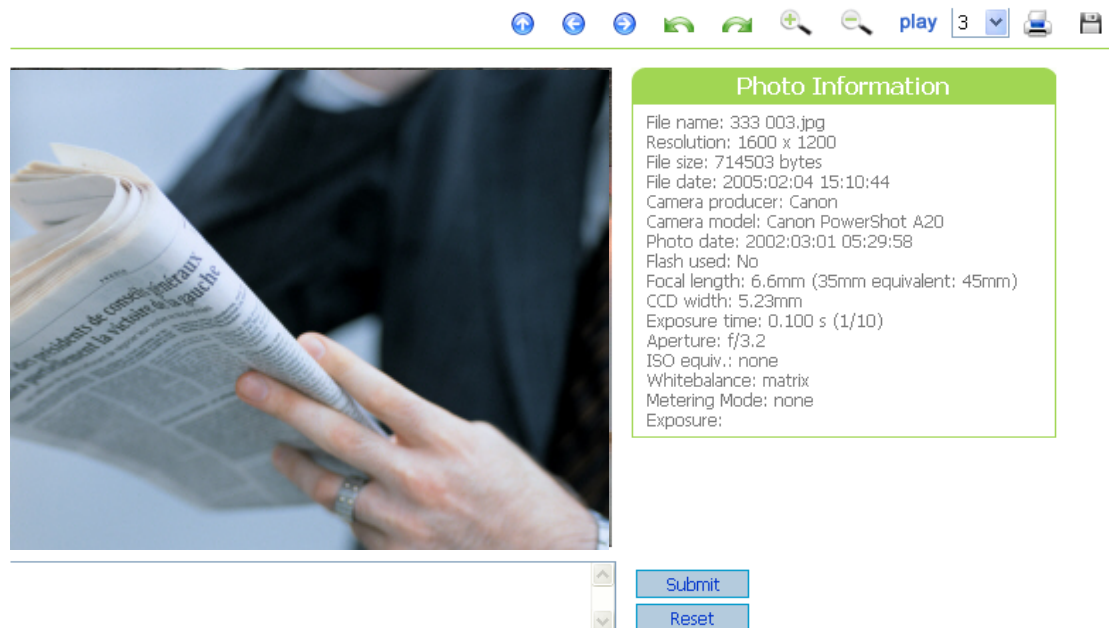 play 3
Photo Information
File name: 333 003.jpg
Resolution: 1600 x 1200
File size: 714503 bytes
File date: 2005:02:04 15:10:44
Camera producer: Canon
Camera model: Canon PowerShot A20
Photo date: 2002:03:01 05:29:58
Flash used: No
Focal length: 6.6mm (35mm equivalent: 45mm)
CCD width: 5.23mm
Exposure time: 0.100 s (1/10)
Aperture: f/3.2
ISO equiv.: none
Whitebalance: matrix
Metering Mode: none
Exposure:
présidents de conseils généraux
la victoire de la gauche
Submit
Reset